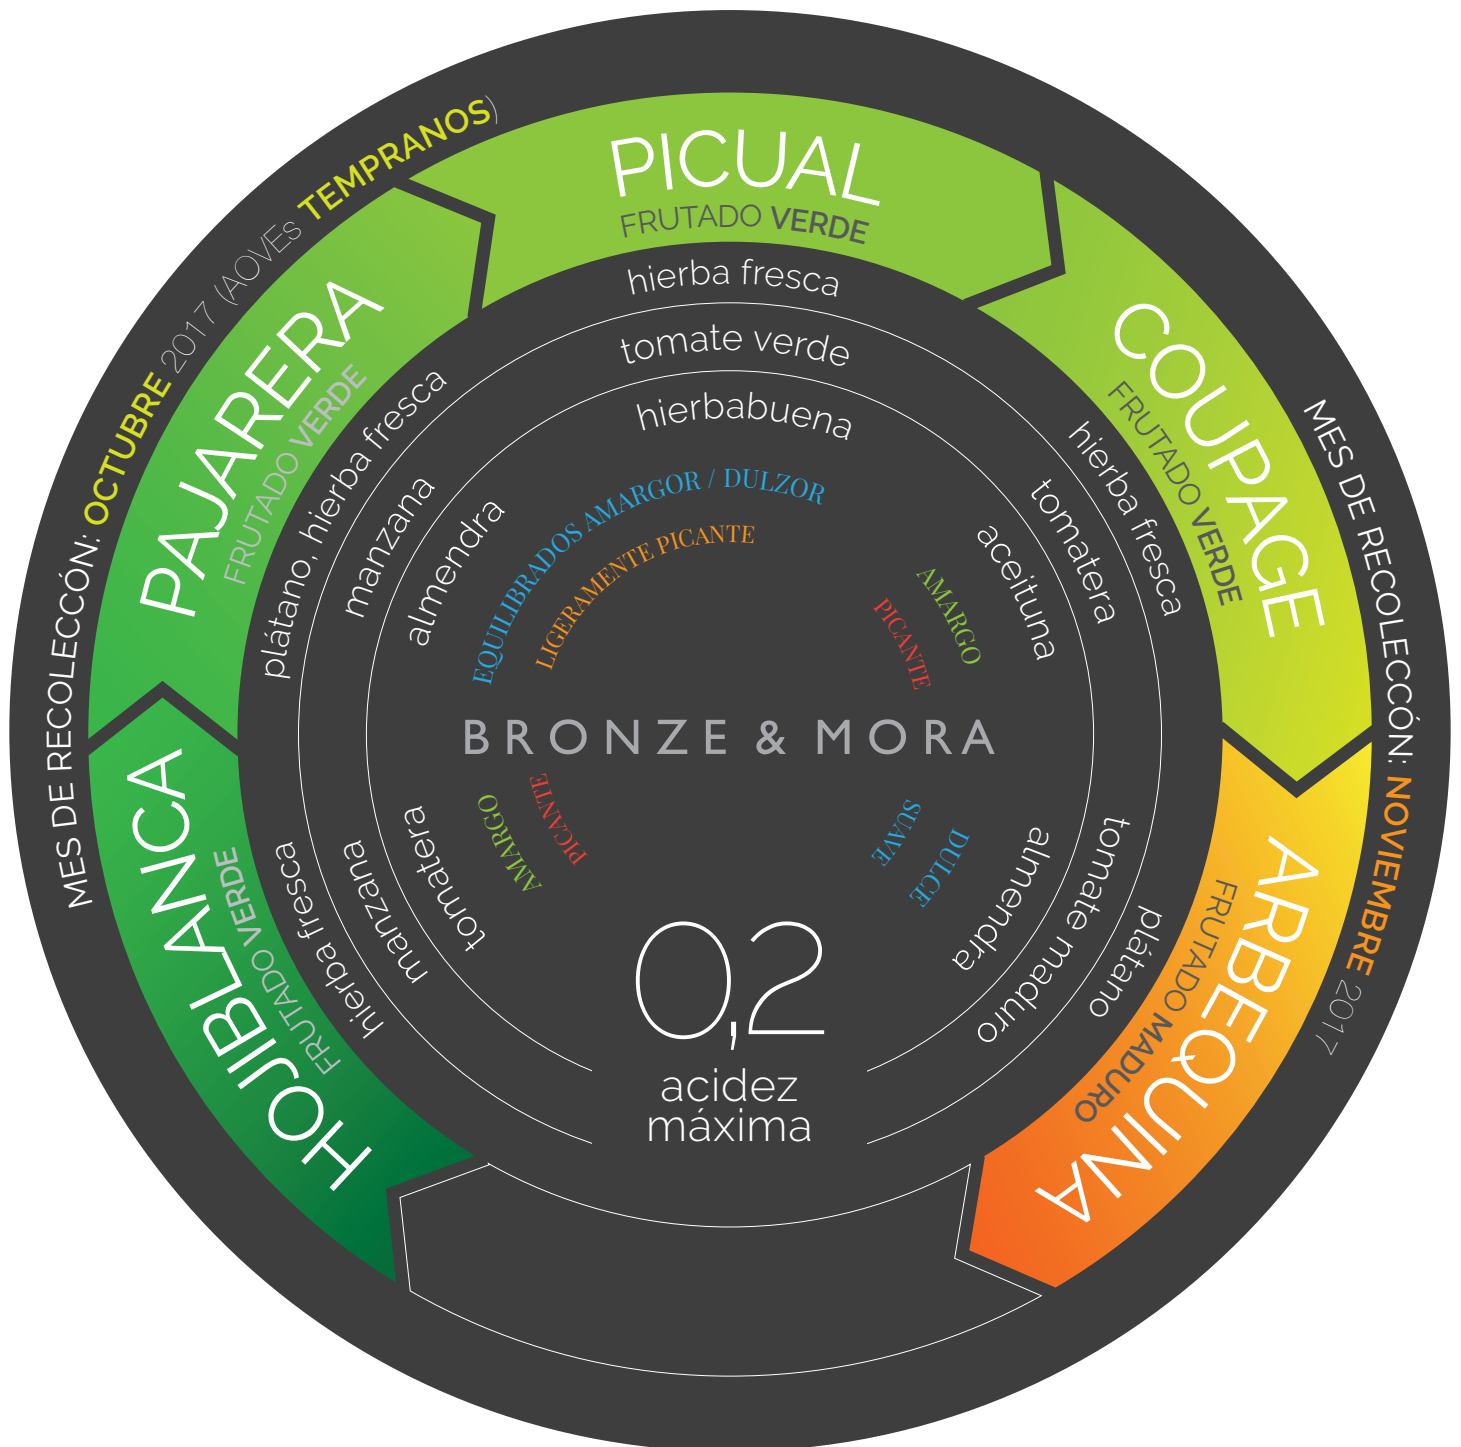 MES DE RECOLECCÓN: OCTUBRE 2017 (AOVEs TEMPRANOS)
HOJIBLANCA
FRUTADO VERDE
hierba fresca
manzana
tomatera
AMARGO
PICANTE
PAJARERA
FRUTADO VERDE
plátano, hierba fresca
manzana
almendra
EQUILIBRADOS AMARGOR / DULZOR
LIGERAMENTE PICANTE
PICUAL
FRUTADO VERDE
hierba fresca
tomate verde
hierbabuena
MES DE RECOLECCÓN: NOVIEMBRE 2017
COUPAGE
FRUTADO VERDE
hierba fresca
tomatera
aceituna
AMARGO
PICANTE
ARBEQUINA
FRUTADO MADURO
plátano
tomate maduro
almendra
DULCE
SUAVE
BRONZE & MORA
0,2
acidez
máxima